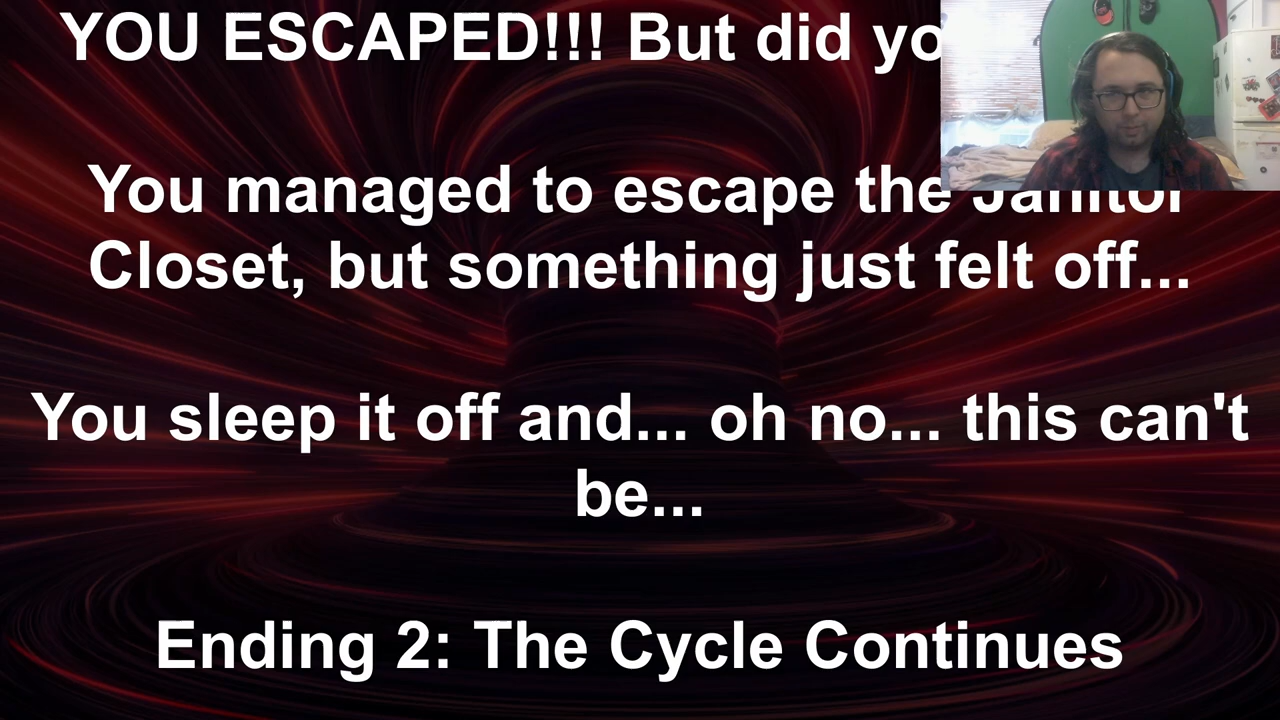 YOU ESCAPED!!! But did yo
You managed to escape the Janitor
Closet, but something just felt off...
You sleep it off and... oh no... this can't
be...
Ending 2: The Cycle Continues